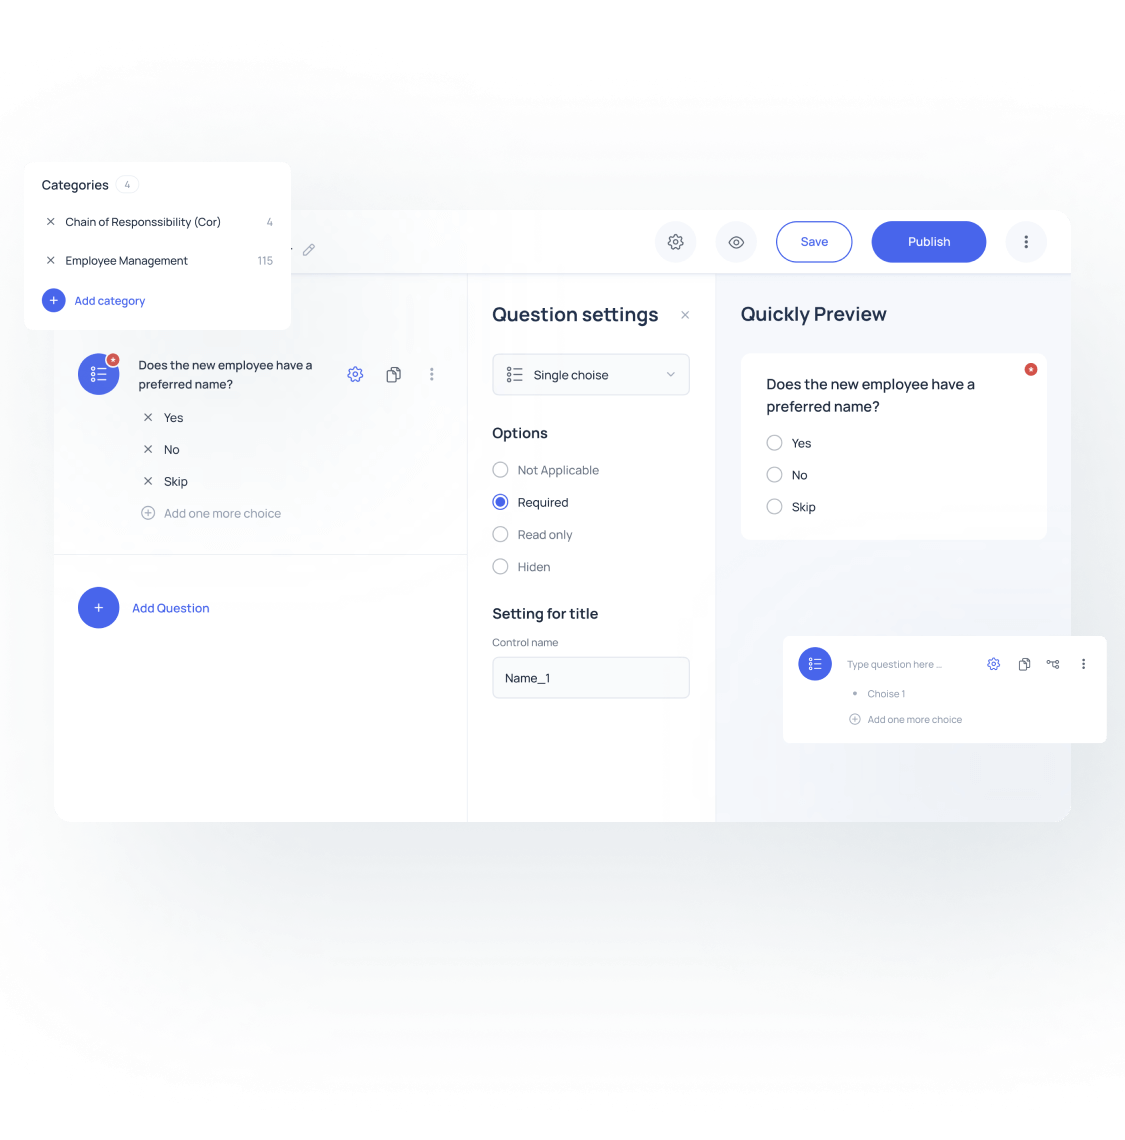 Categories 4
Chain of Responssibility (Cor) 4
Employee Management 115
Add category
Save
Publish
Does the new employee have a
preferred name?
Yes
No
Skip
Add one more choice
Add Question
Question settings
Single choise
Options
Not Applicable
Required
Read only
Hiden
Setting for title
Control name
Name_1
Quickly Preview
Does the new employee have a
preferred name?
Yes
No
Skip
Type question here ...
Choise 1
Add one more choice